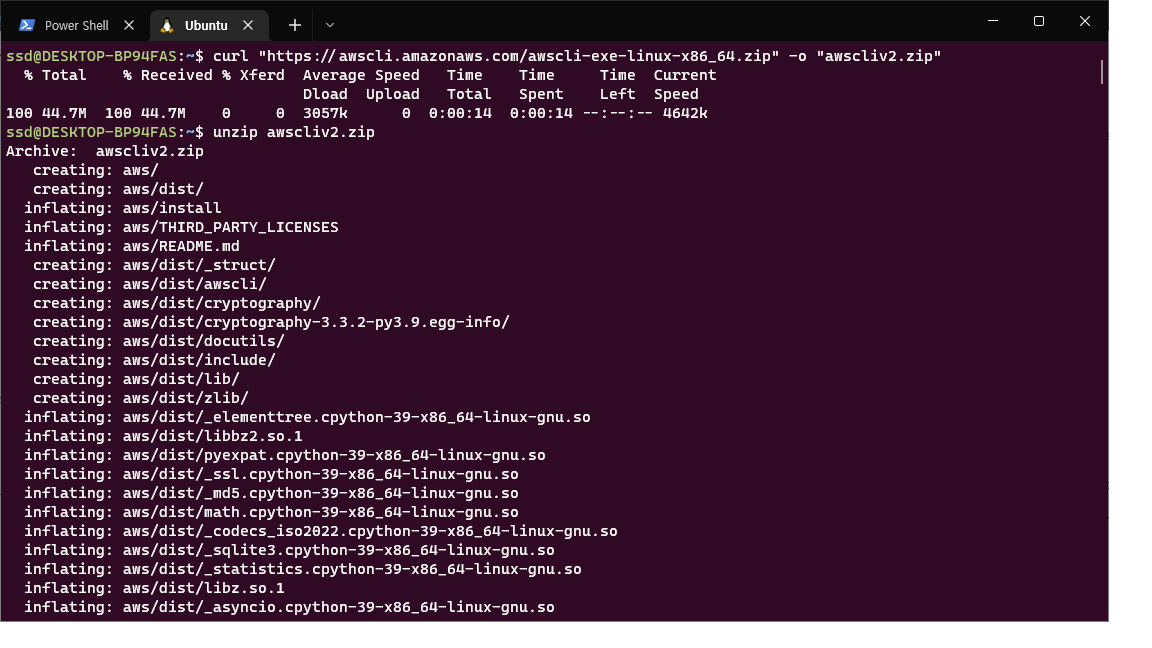 Power Shell Ubuntu
ssd@DESKTOP-BP94FAS:~$ curl "https://awscli.amazonaws.com/awscli-exe-linux-x86_64.zip" -o "awscliv2.zip"
  % Total    % Received % Xferd  Average Speed   Time    Time     Time  Current
                                 Dload  Upload   Total   Spent    Left  Speed
100 44.7M  100 44.7M    0     0  3057k      0  0:00:14  0:00:14 --:--:-- 4642k
ssd@DESKTOP-BP94FAS:~$ unzip awscliv2.zip
Archive:  awscliv2.zip
   creating: aws/
   creating: aws/dist/
  inflating: aws/install
  inflating: aws/THIRD_PARTY_LICENSES
  inflating: aws/README.md
   creating: aws/dist/_struct/
   creating: aws/dist/awscli/
   creating: aws/dist/cryptography/
   creating: aws/dist/cryptography-3.3.2-py3.9.egg-info/
   creating: aws/dist/docutils/
   creating: aws/dist/include/
   creating: aws/dist/lib/
   creating: aws/dist/zlib/
  inflating: aws/dist/_elementtree.cpython-39-x86_64-linux-gnu.so
  inflating: aws/dist/libbz2.so.1
  inflating: aws/dist/pyexpat.cpython-39-x86_64-linux-gnu.so
  inflating: aws/dist/_ssl.cpython-39-x86_64-linux-gnu.so
  inflating: aws/dist/_md5.cpython-39-x86_64-linux-gnu.so
  inflating: aws/dist/math.cpython-39-x86_64-linux-gnu.so
  inflating: aws/dist/_codecs_iso2022.cpython-39-x86_64-linux-gnu.so
  inflating: aws/dist/_sqlite3.cpython-39-x86_64-linux-gnu.so
  inflating: aws/dist/_statistics.cpython-39-x86_64-linux-gnu.so
  inflating: aws/dist/libz.so.1
  inflating: aws/dist/_asyncio.cpython-39-x86_64-linux-gnu.so